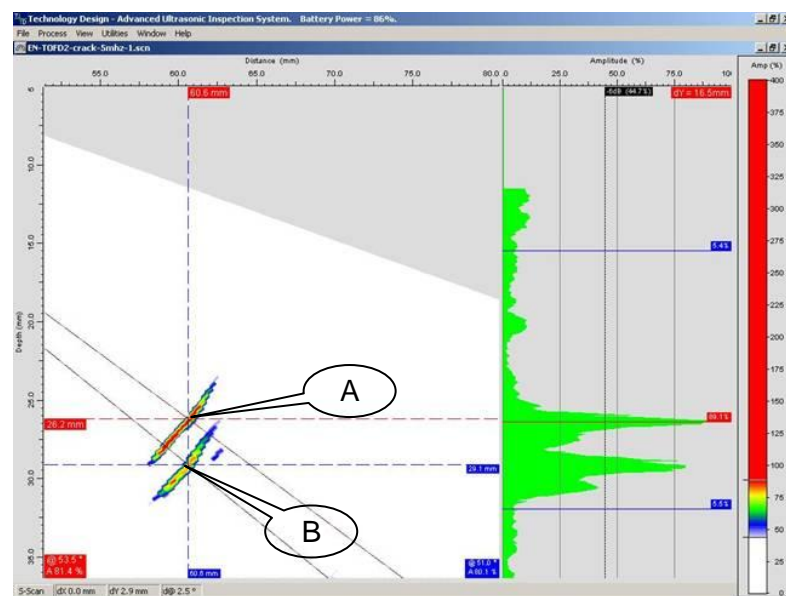 Technology Design - Advanced Ultrasonic Inspection System. Battery Power = 86%.
File Process View Utilities Window Help
EN-TOFD2-crack-5mhz-1.scn
Distance (mm) Amplitude (%) Amp (%)
55.0 60.0 65.0 70.0 75.0 80.0 0.0 25.0 50.0 75.0 100
60.6 mm -6dB (44.7%) dY = 16.5mm
6 10.0 15.0 20.0 25.0 30.0 35.0
Depth (mm)
5.4%
A
26.2 mm 89.1%
29.1 mm
B
5.5%
@ 53.5 ° @ 51.0 °
A 81.4 % 60.6 mm A 80.1 %
400
375
350
325
300
275
250
225
200
175
150
125
100
75
50
25
0
S-Scan dX 0.0 mm dY 2.9 mm d@ 2.5 °